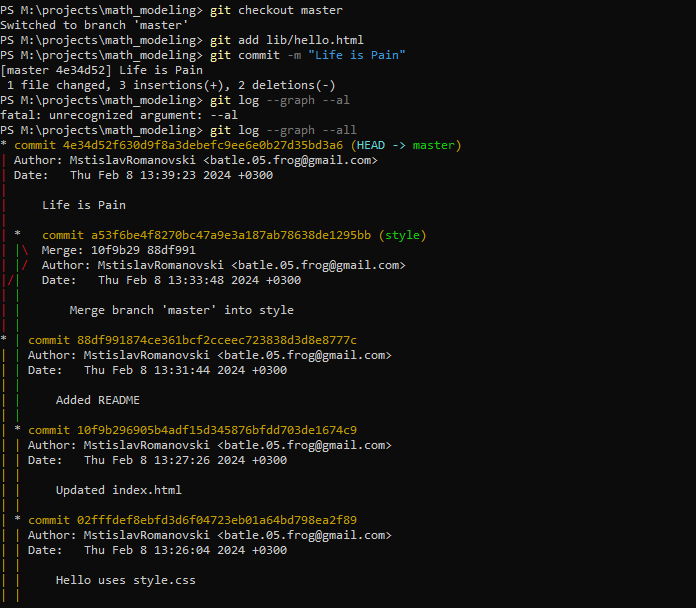 PS M:\projects\math_modeling> git checkout master
Switched to branch 'master'
PS M:\projects\math_modeling> git add lib/hello.html
PS M:\projects\math_modeling> git commit -m "Life is Pain"
[master 4e34d52] Life is Pain
 1 file changed, 3 insertions(+), 2 deletions(-)
PS M:\projects\math_modeling> git log --graph --al
fatal: unrecognized argument: --al
PS M:\projects\math_modeling> git log --graph --all
* commit 4e34d52f630d9f8a3debefc9ee6e0b27d35bd3a6 (HEAD -> master)
| Author: MstislavRomanovski <batle.05.frog@gmail.com>
| Date:   Thu Feb 8 13:39:23 2024 +0300
|
|     Life is Pain
|
| *   commit a53f6be4f8270bc47a9e3a187ab78638de1295bb (style)
| |\  Merge: 10f9b29 88df991
| |/  Author: MstislavRomanovski <batle.05.frog@gmail.com>
|/|   Date:   Thu Feb 8 13:33:48 2024 +0300
| |
| |       Merge branch 'master' into style
| |
* | commit 88df991874ce361bcf2cceec723838d3d8e8777c
| | Author: MstislavRomanovski <batle.05.frog@gmail.com>
| | Date:   Thu Feb 8 13:31:44 2024 +0300
| |
| |     Added README
| |
| * commit 10f9b296905b4adf15d345876bfdd703de1674c9
| | Author: MstislavRomanovski <batle.05.frog@gmail.com>
| | Date:   Thu Feb 8 13:27:26 2024 +0300
| |
| |     Updated index.html
| |
| * commit 02fffdef8ebfd3d6f04723eb01a64bd798ea2f89
| | Author: MstislavRomanovski <batle.05.frog@gmail.com>
| | Date:   Thu Feb 8 13:26:04 2024 +0300
| |
| |     Hello uses style.css
| |